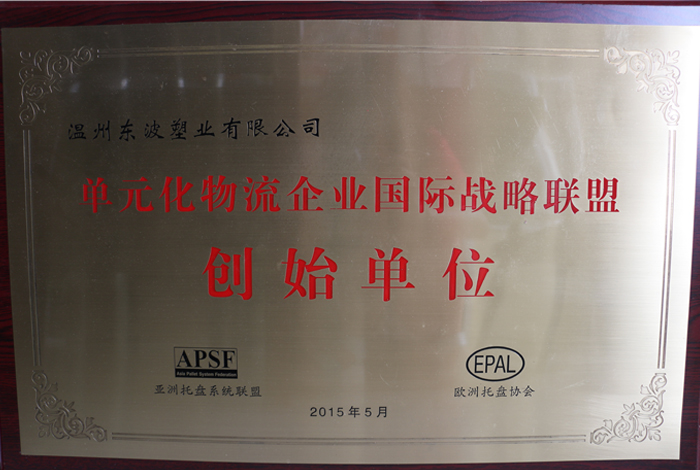 温州东波塑业有限公司
单元化物流企业国际战略联盟
创始单位
APSF
Asia Pallet System Federation
亚洲托盘系统联盟
EPAL
欧洲托盘协会
2015年5月